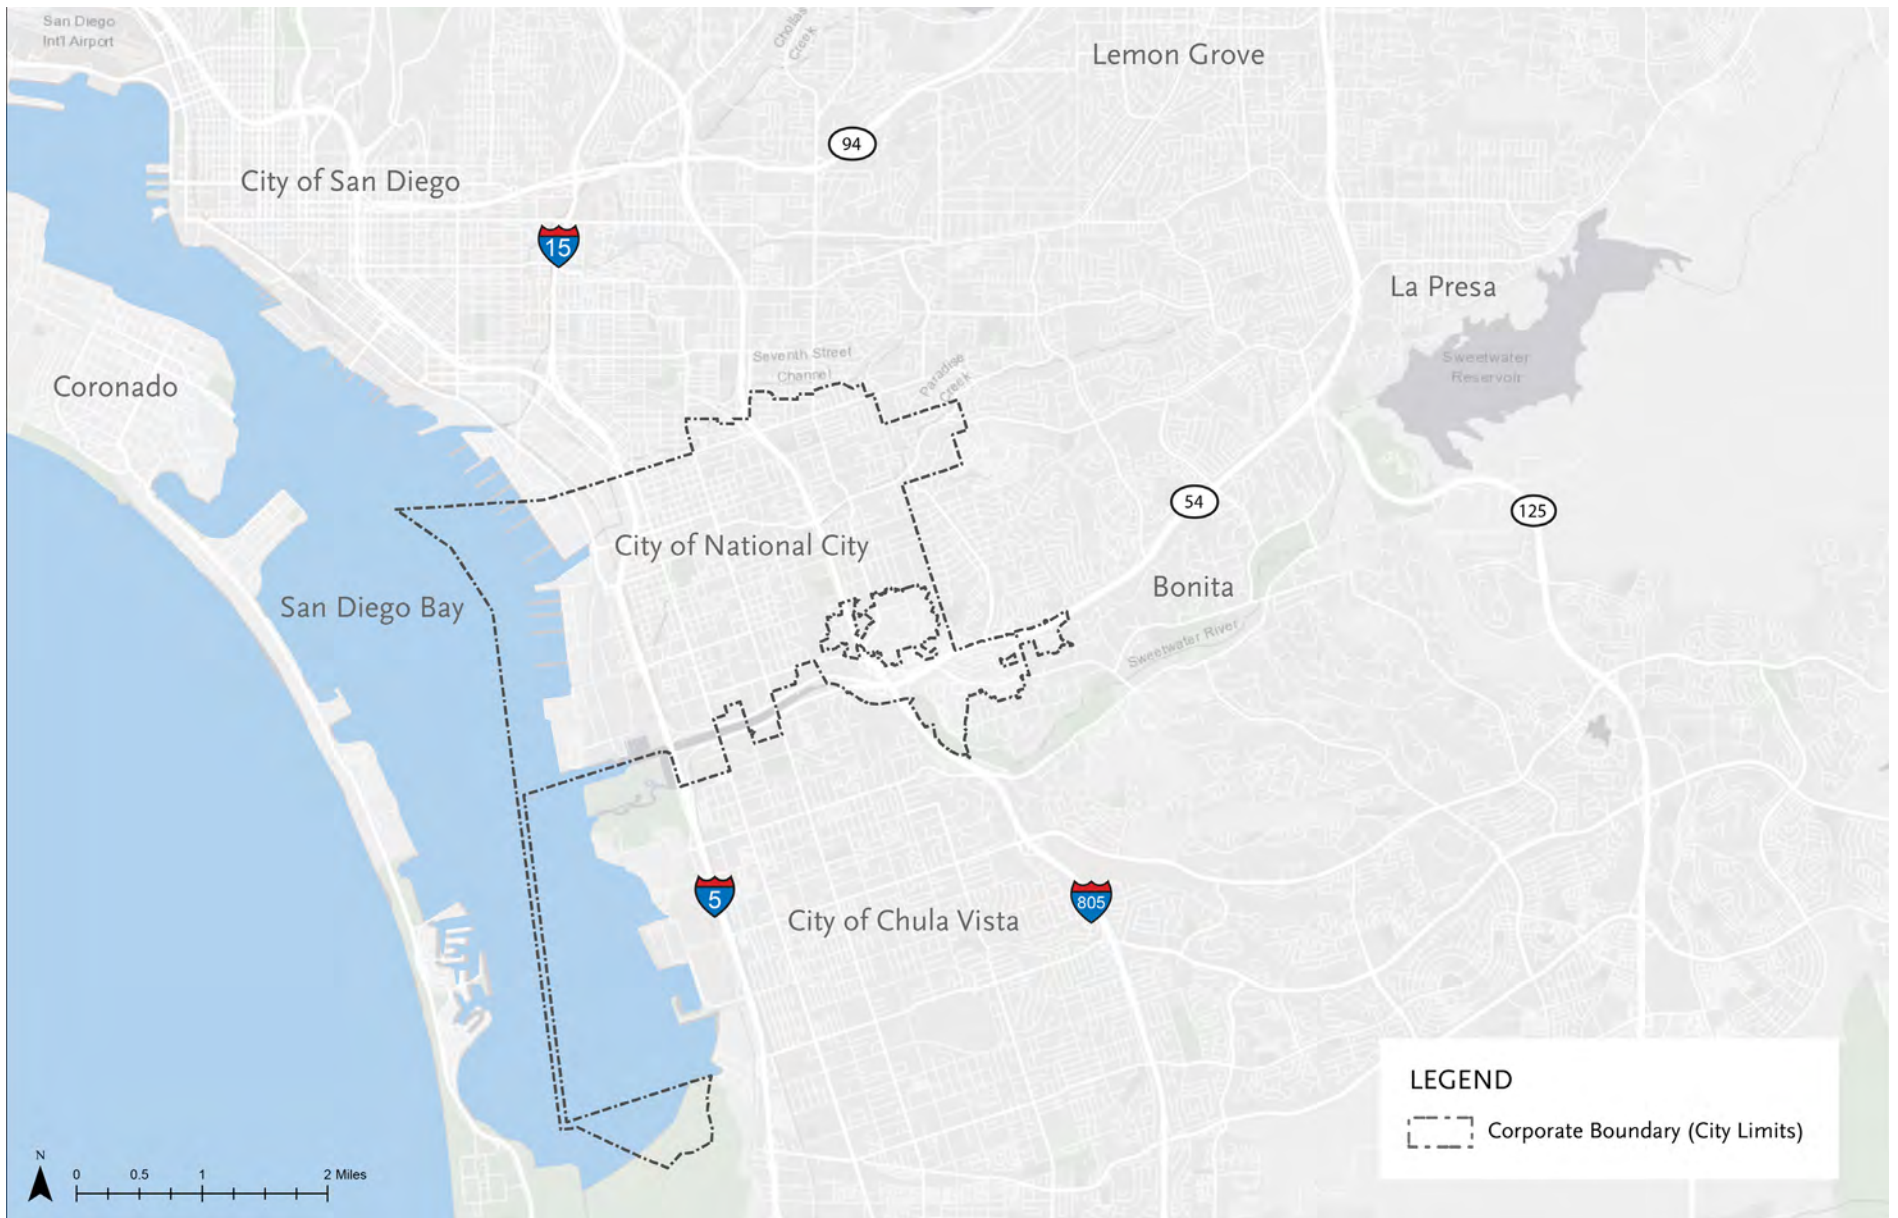 San Diego
Int'l Airport
Chollas
Creek
Lemon Grove
94
City of San Diego
15
La Presa
Seventh Street
Channel
Paradise
Creek
Sweetwater
Reservoir
Coronado
54
125
City of National City
Bonita
San Diego Bay
Sweetwater River
5
805
City of Chula Vista
LEGEND
Corporate Boundary (City Limits)
N
0 0.5 1 2 Miles